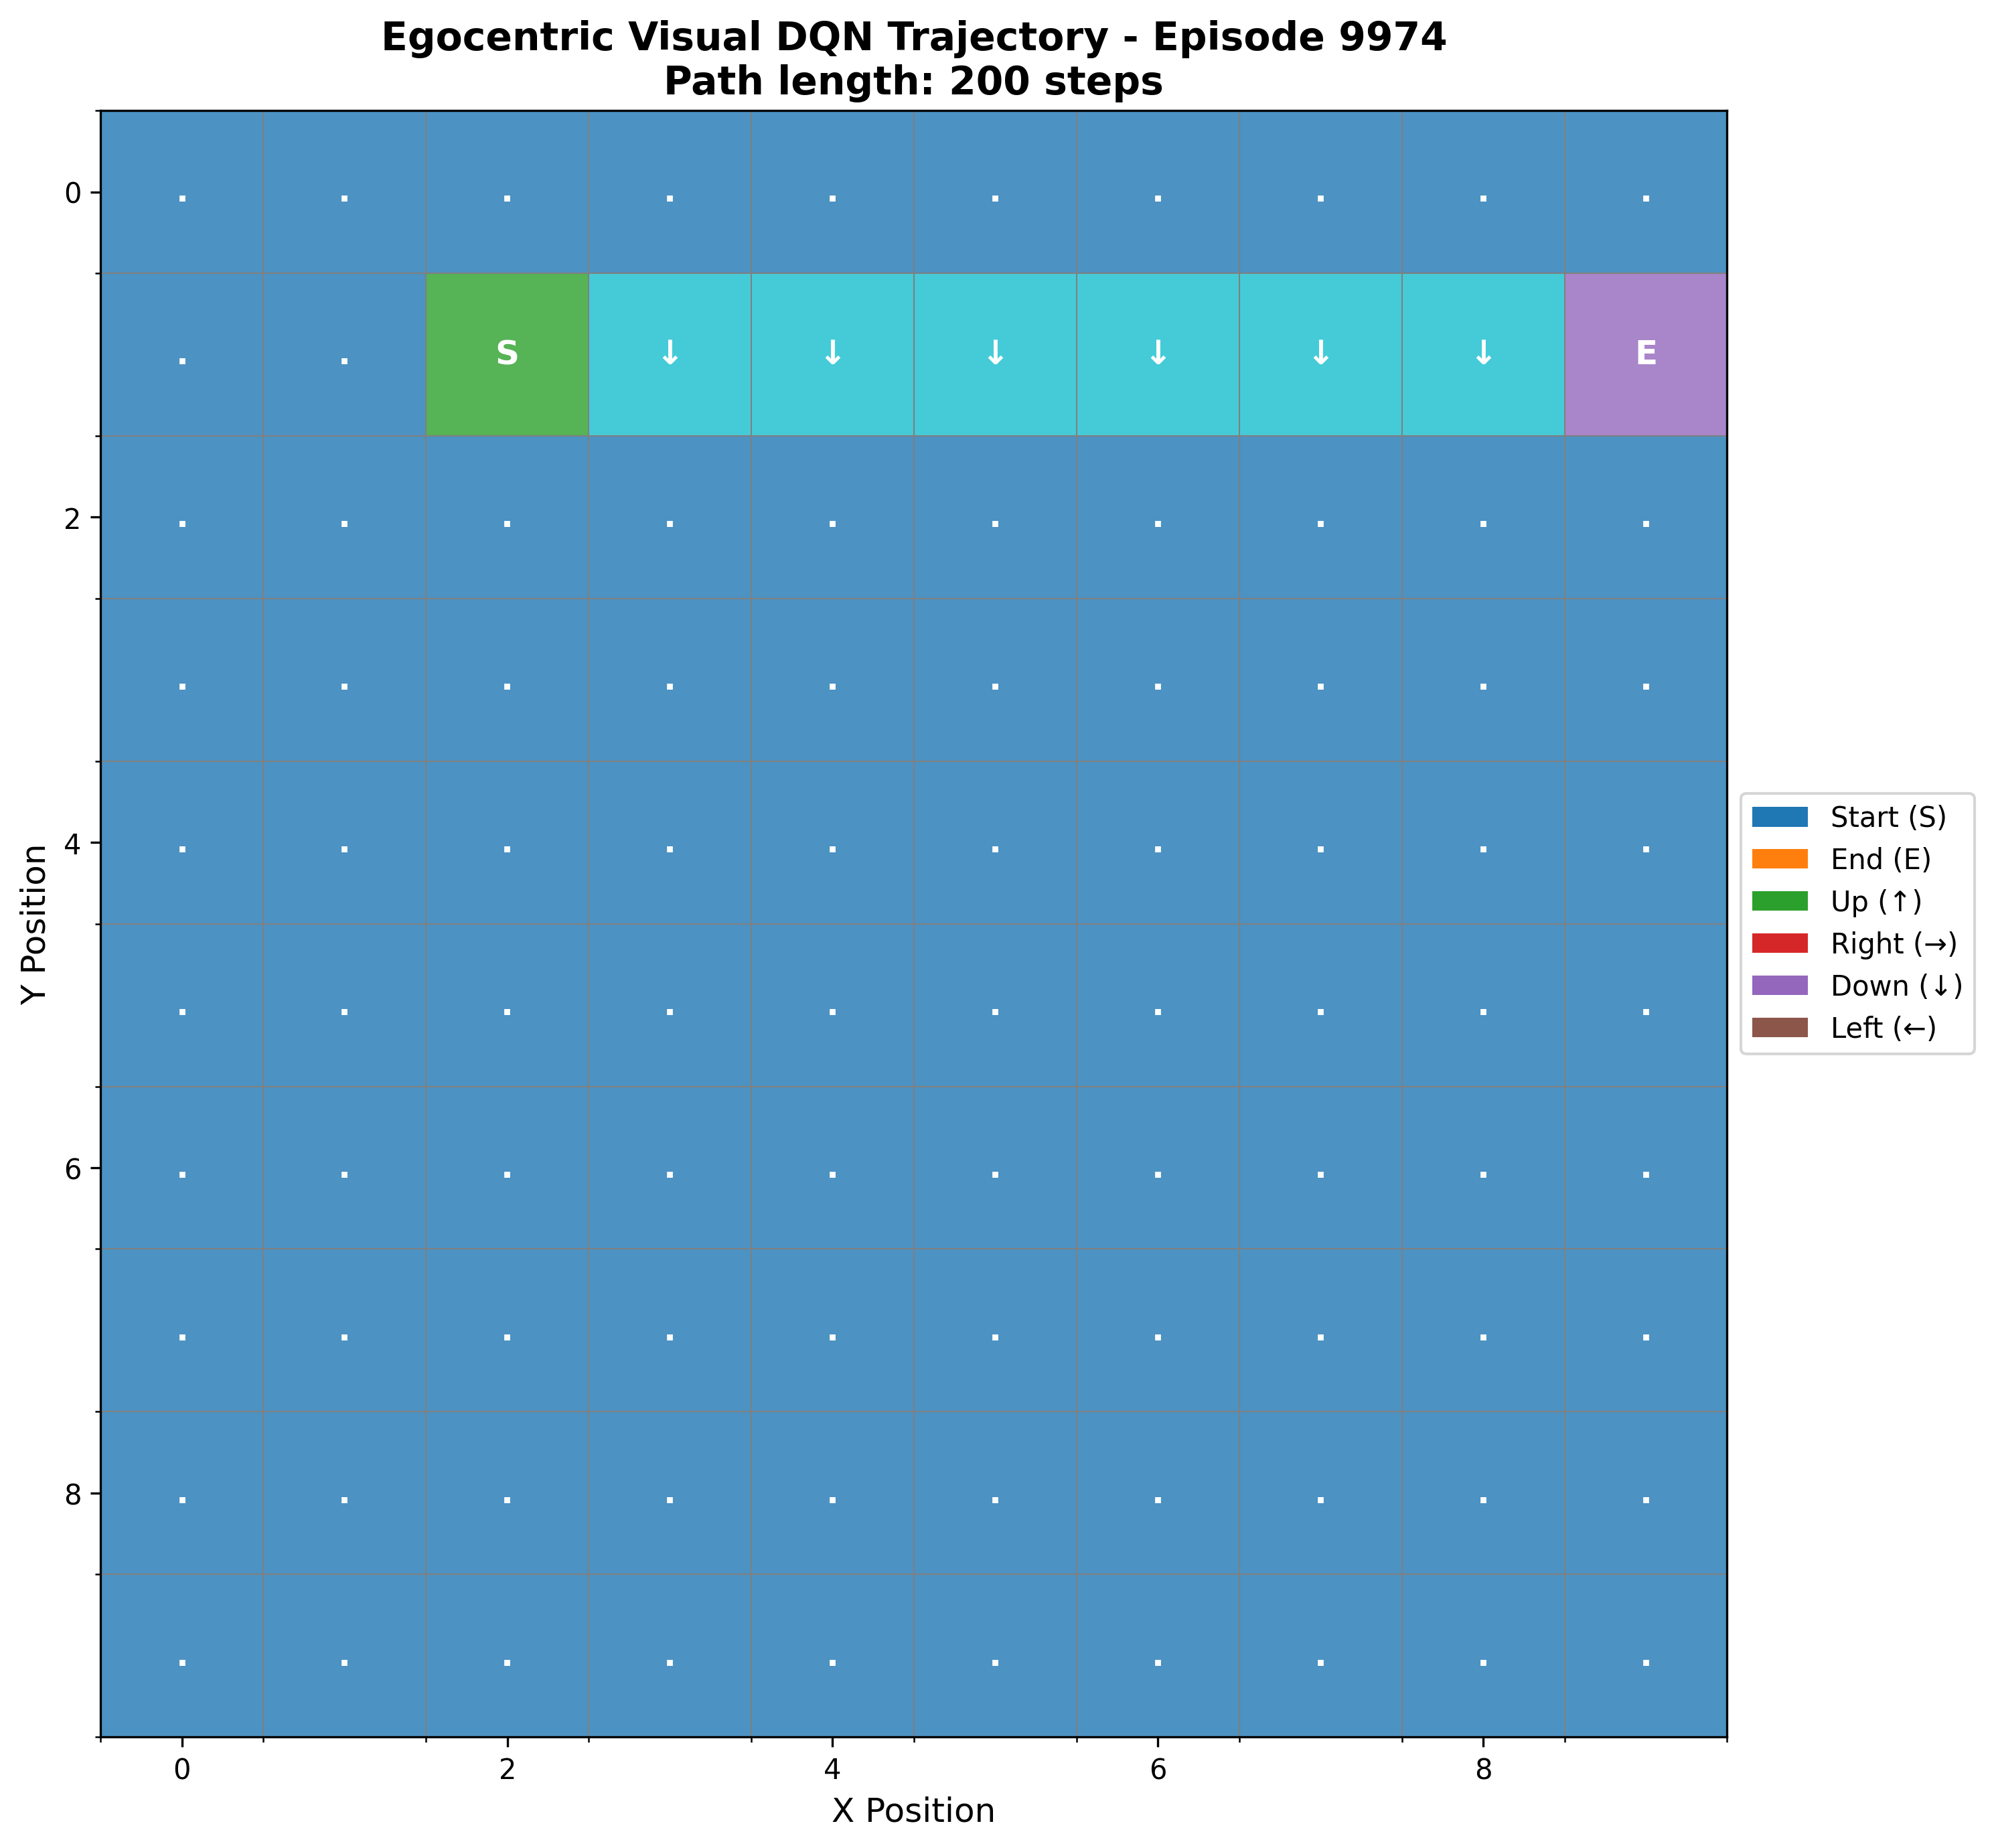 Egocentric Visual DQN Trajectory - Episode 9974
Path length: 200 steps
0
S ↓ ↓ ↓ ↓ ↓ ↓ E
2
4
6
8
Y Position
0 2 4 6 8
X Position
Start (S)
End (E)
Up (↑)
Right (→)
Down (↓)
Left (←)